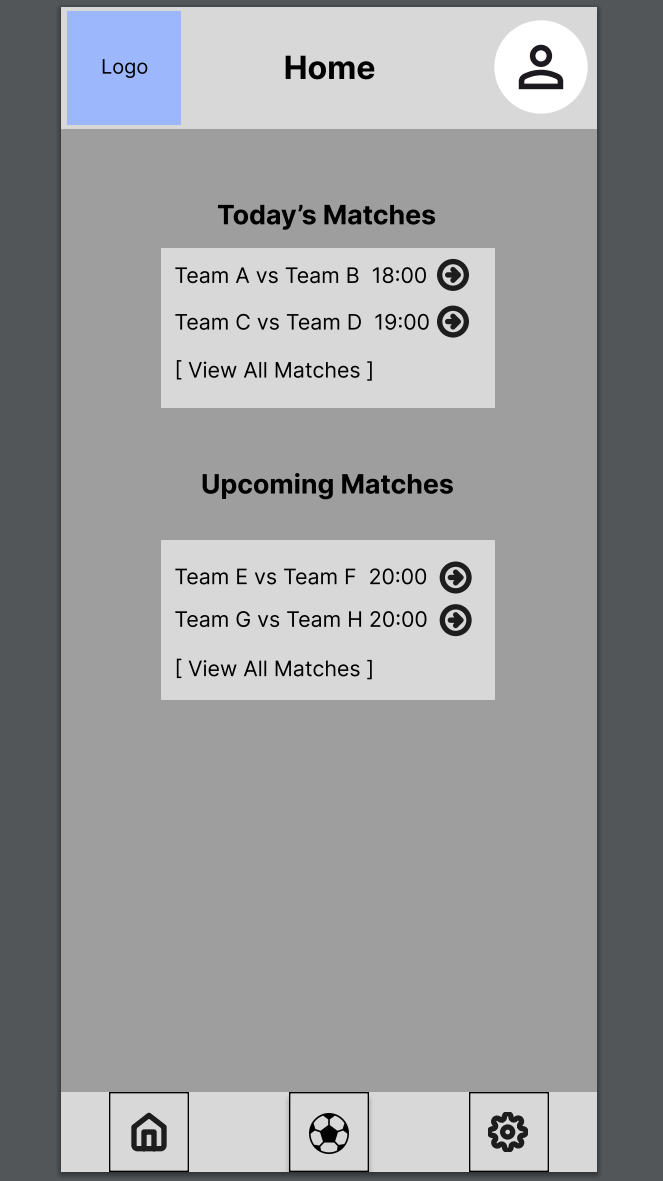 Logo
Home
Today’s Matches
Team A vs Team B 18:00
Team C vs Team D 19:00
[ View All Matches ]
Upcoming Matches
Team E vs Team F 20:00
Team G vs Team H 20:00
[ View All Matches ]